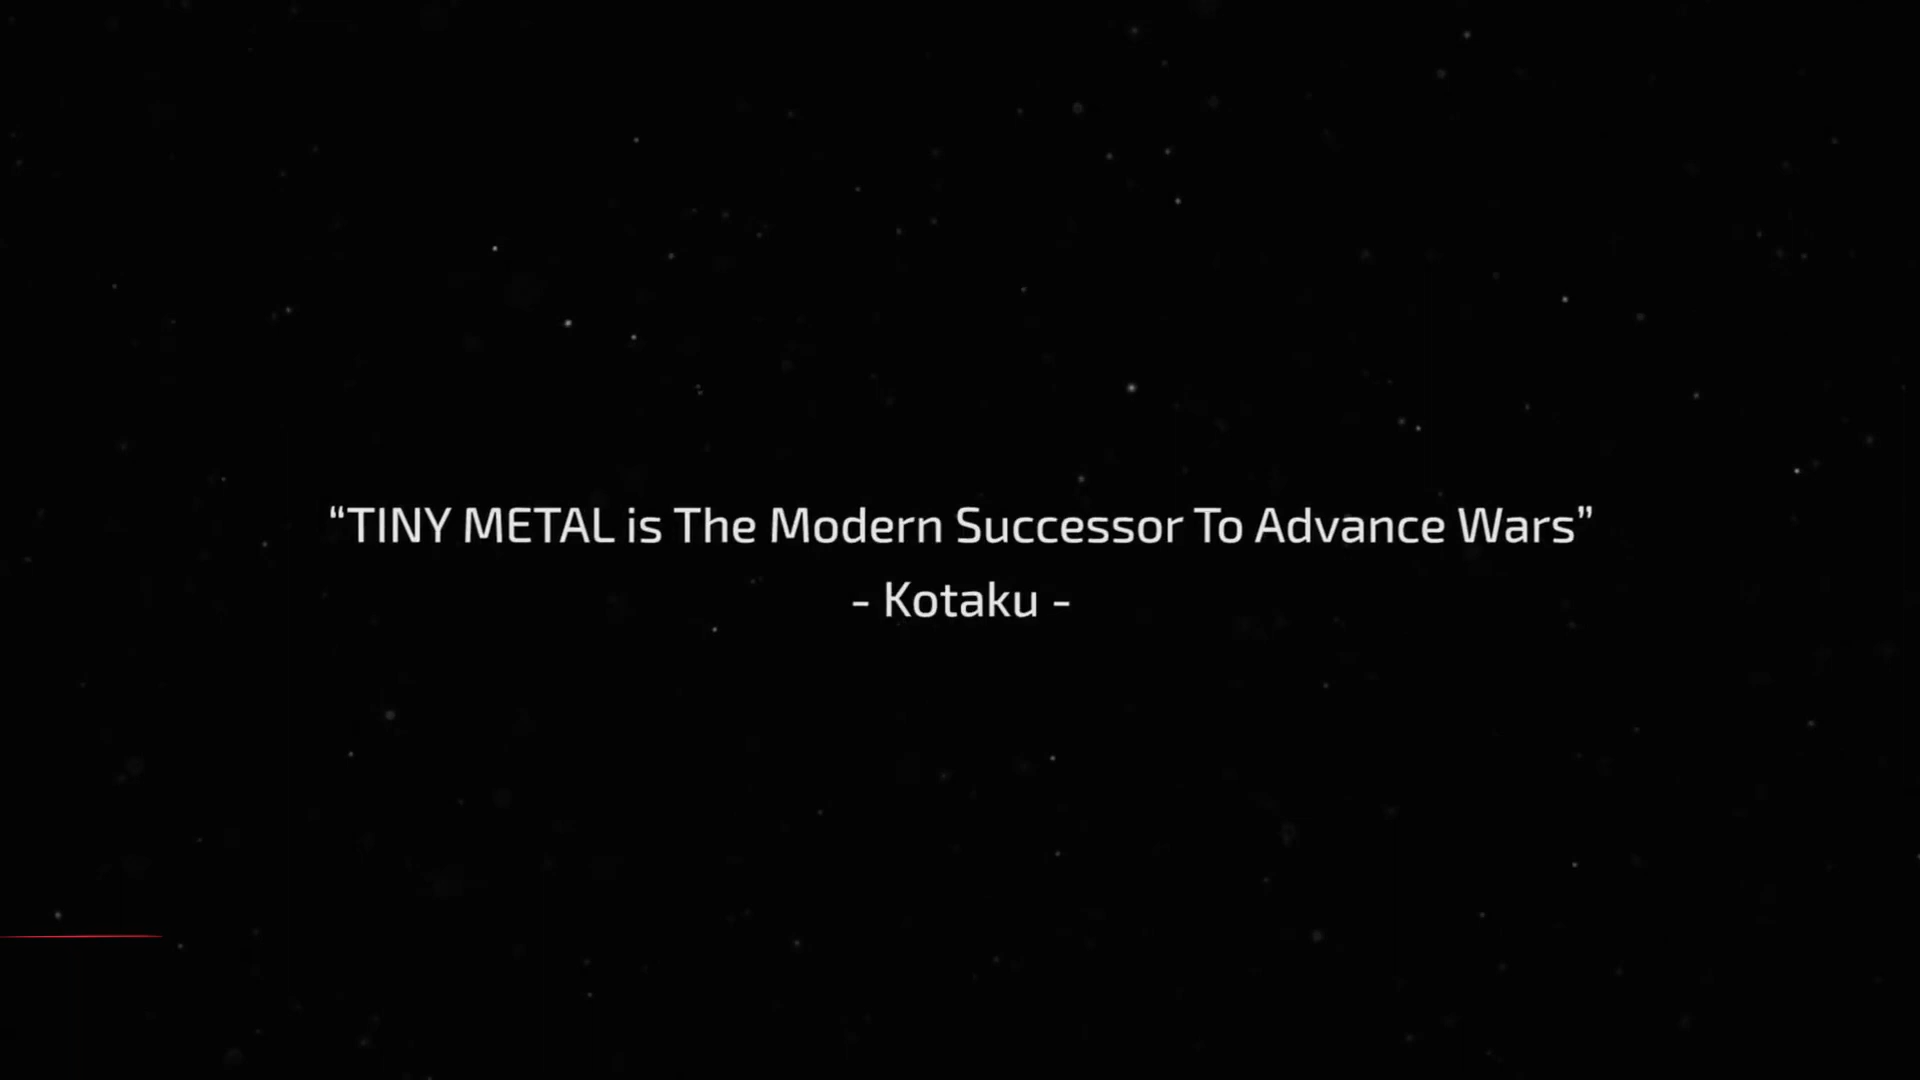 “TINY METAL is The Modern Successor To Advance Wars”
- Kotaku -